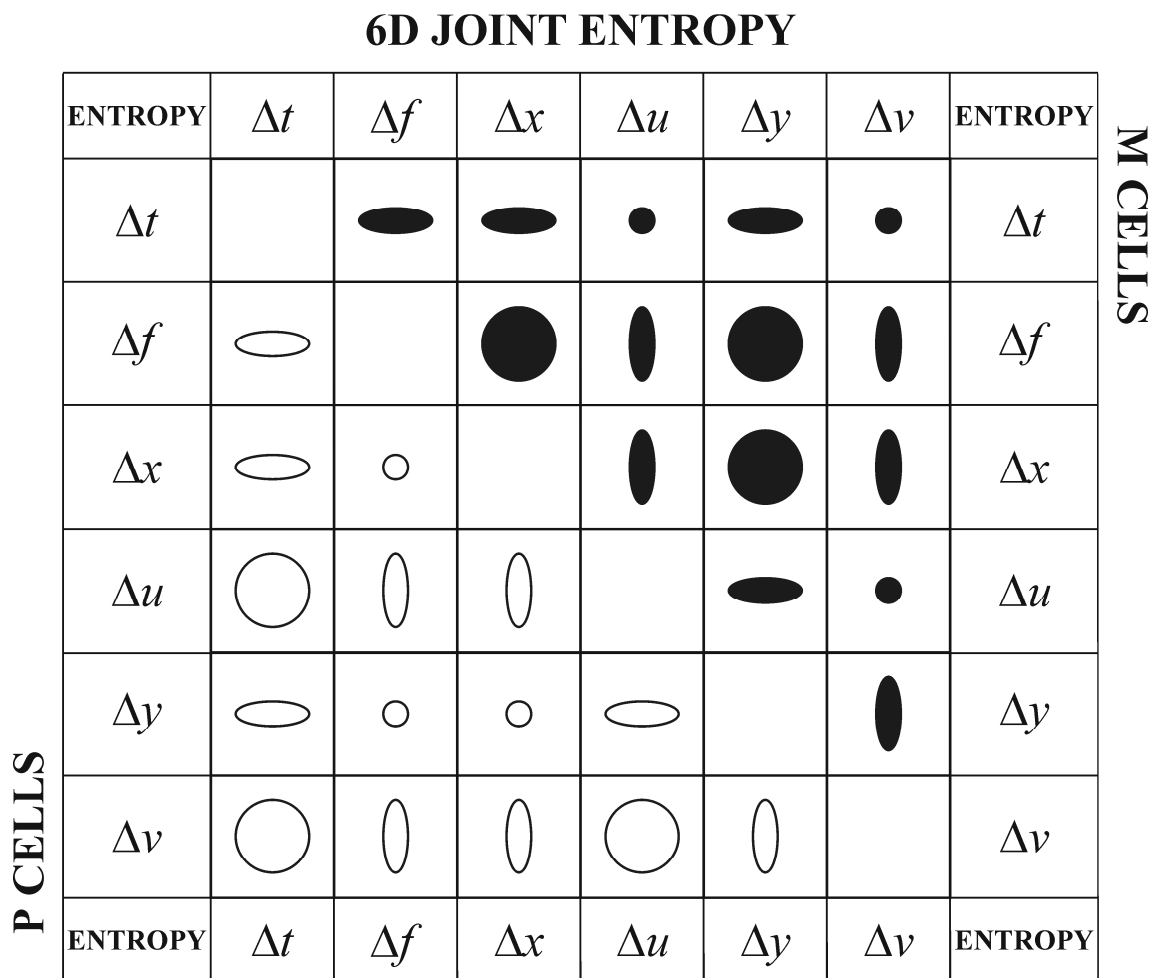 6D JOINT ENTROPY
ENTROPY Δt Δf Δx Δu Δy Δv ENTROPY
Δt Δt
Δf Δf
Δx Δx
Δu Δu
Δy Δy
Δv Δv
ENTROPY Δt Δf Δx Δu Δy Δv ENTROPY
M CELLS
P CELLS